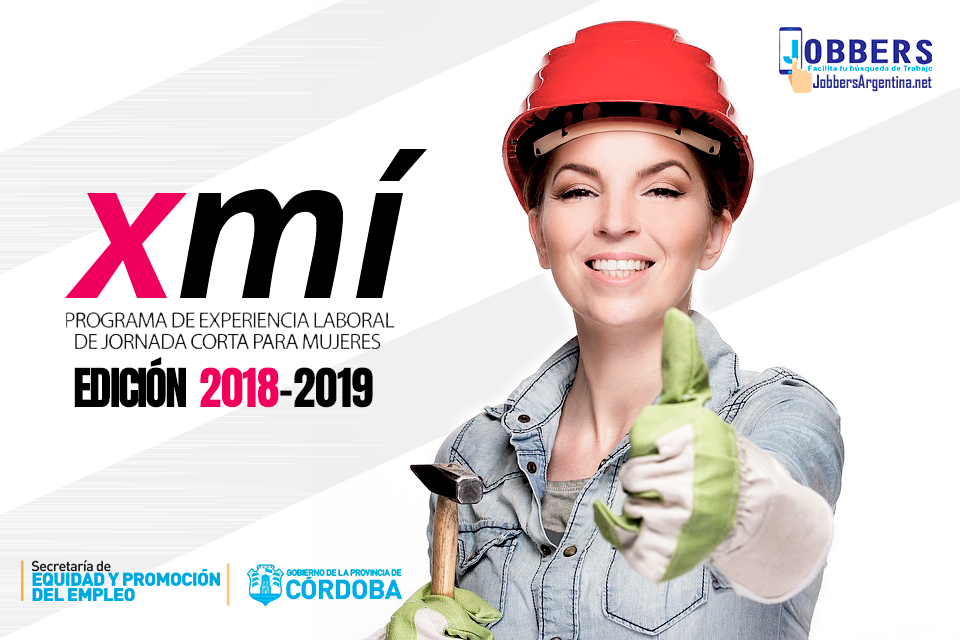 JOBBERS
Facilita tu búsqueda de Trabajo
JobbersArgentina.net
xmí
PROGRAMA DE EXPERIENCIA LABORAL
DE JORNADA CORTA PARA MUJERES
EDICIÓN 2018-2019
Secretaría de
EQUIDAD Y PROMOCIÓN
DEL EMPLEO
GOBIERNO DE LA PROVINCIA DE
CÓRDOBA